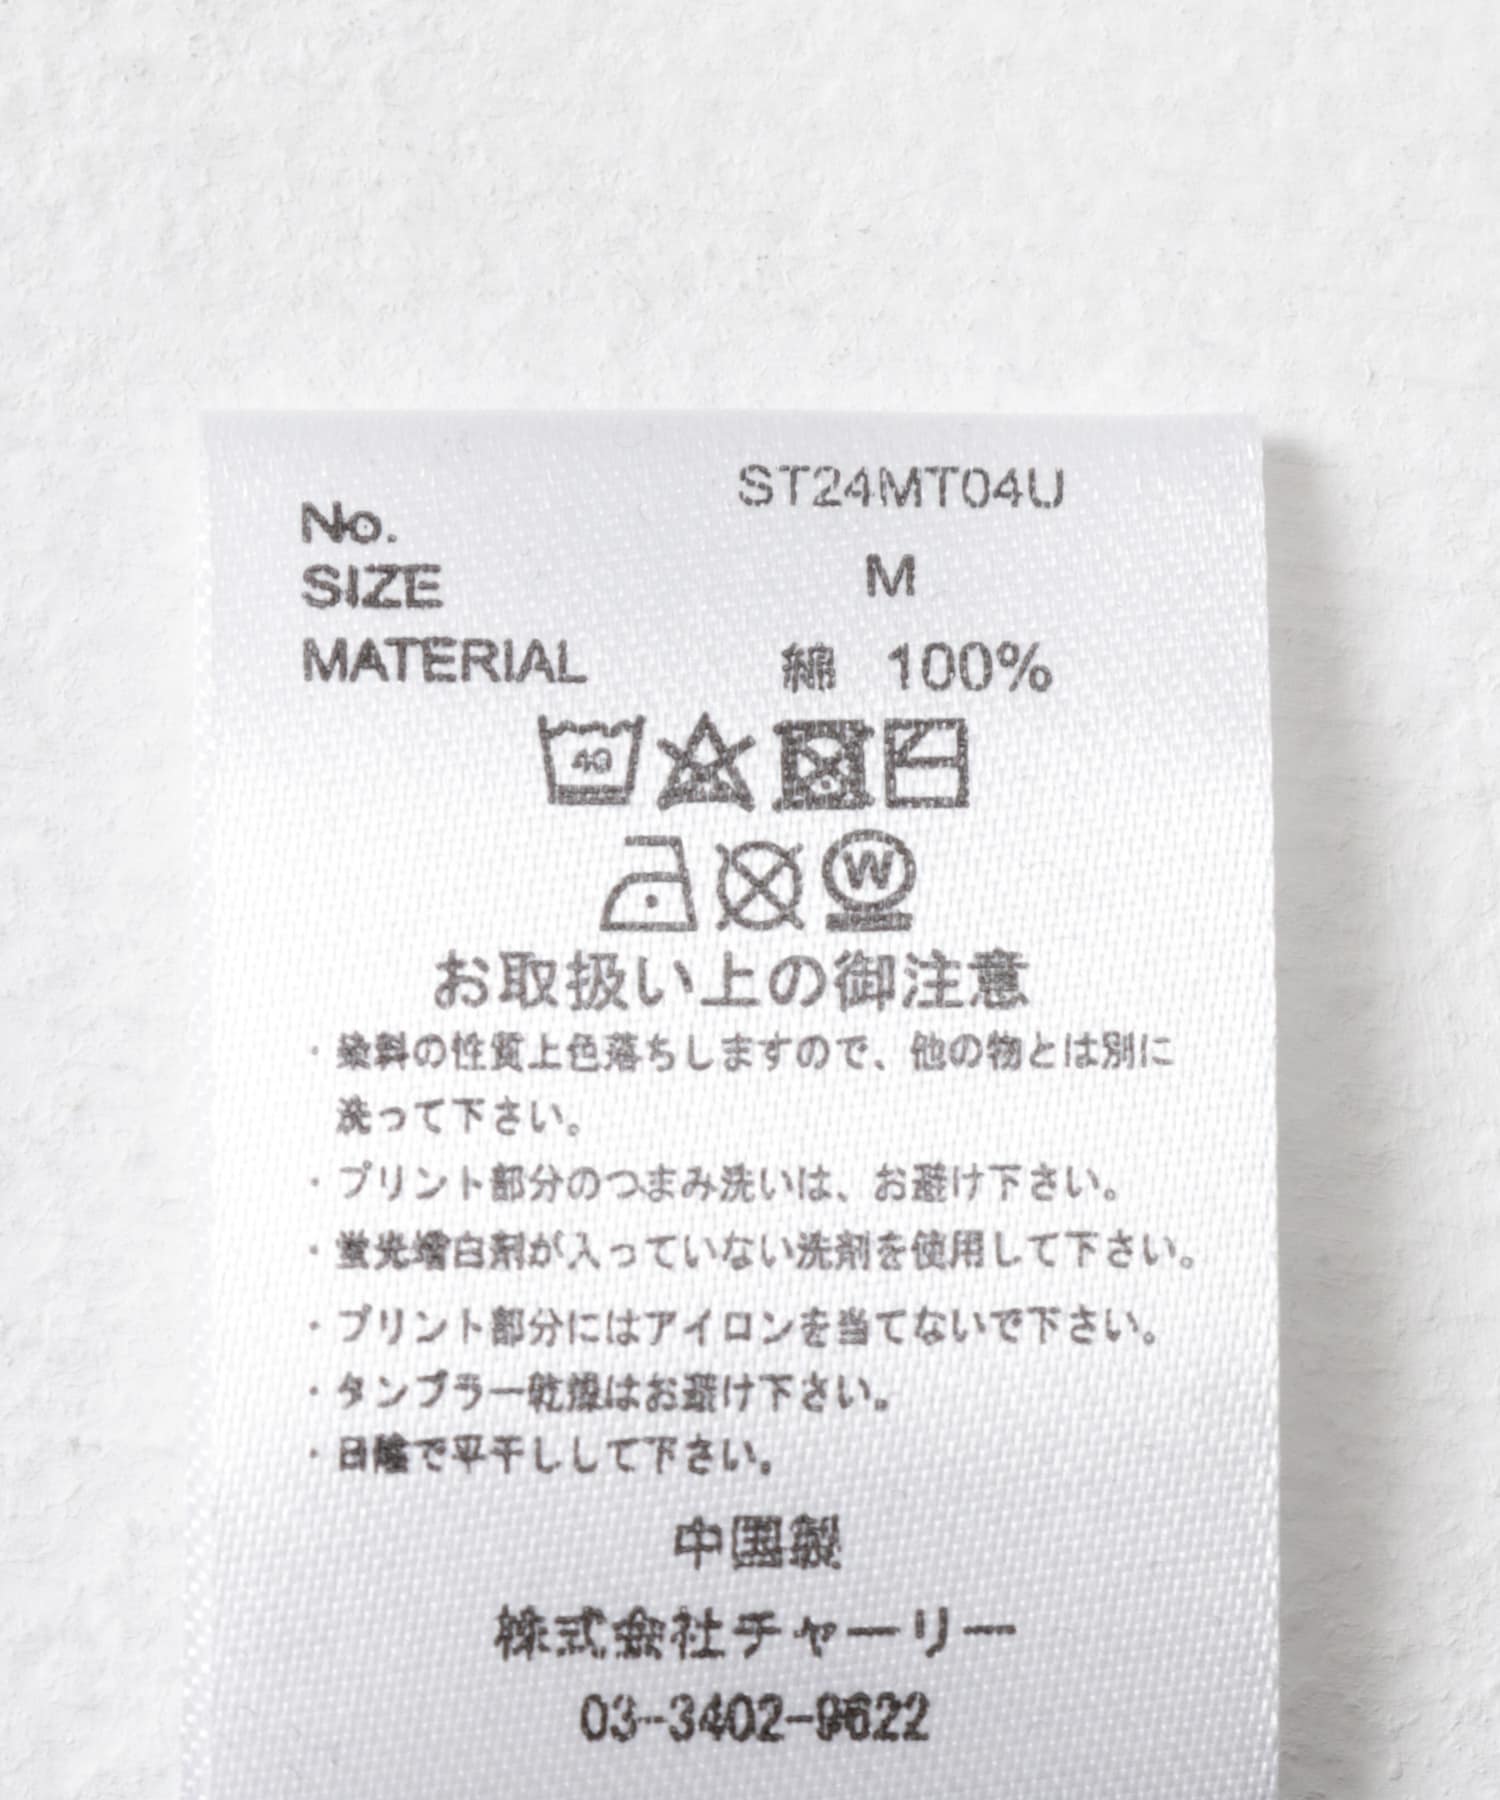 No. ST24MT04U
SIZE M
MATERIAL 綿 100%
40
W
お取扱い上の御注意
・染料の性質上色落ちしますので、他の物とは別に
洗って下さい。
・プリント部分のつまみ洗いは、お避け下さい。
・蛍光増白剤が入っていない洗剤を使用して下さい。
・プリント部分にはアイロンを当てないで下さい。
・タンブラー乾燥はお避け下さい。
・日陰で平干しして下さい。
中国製
株式会社チャーリー
03-3402-9622